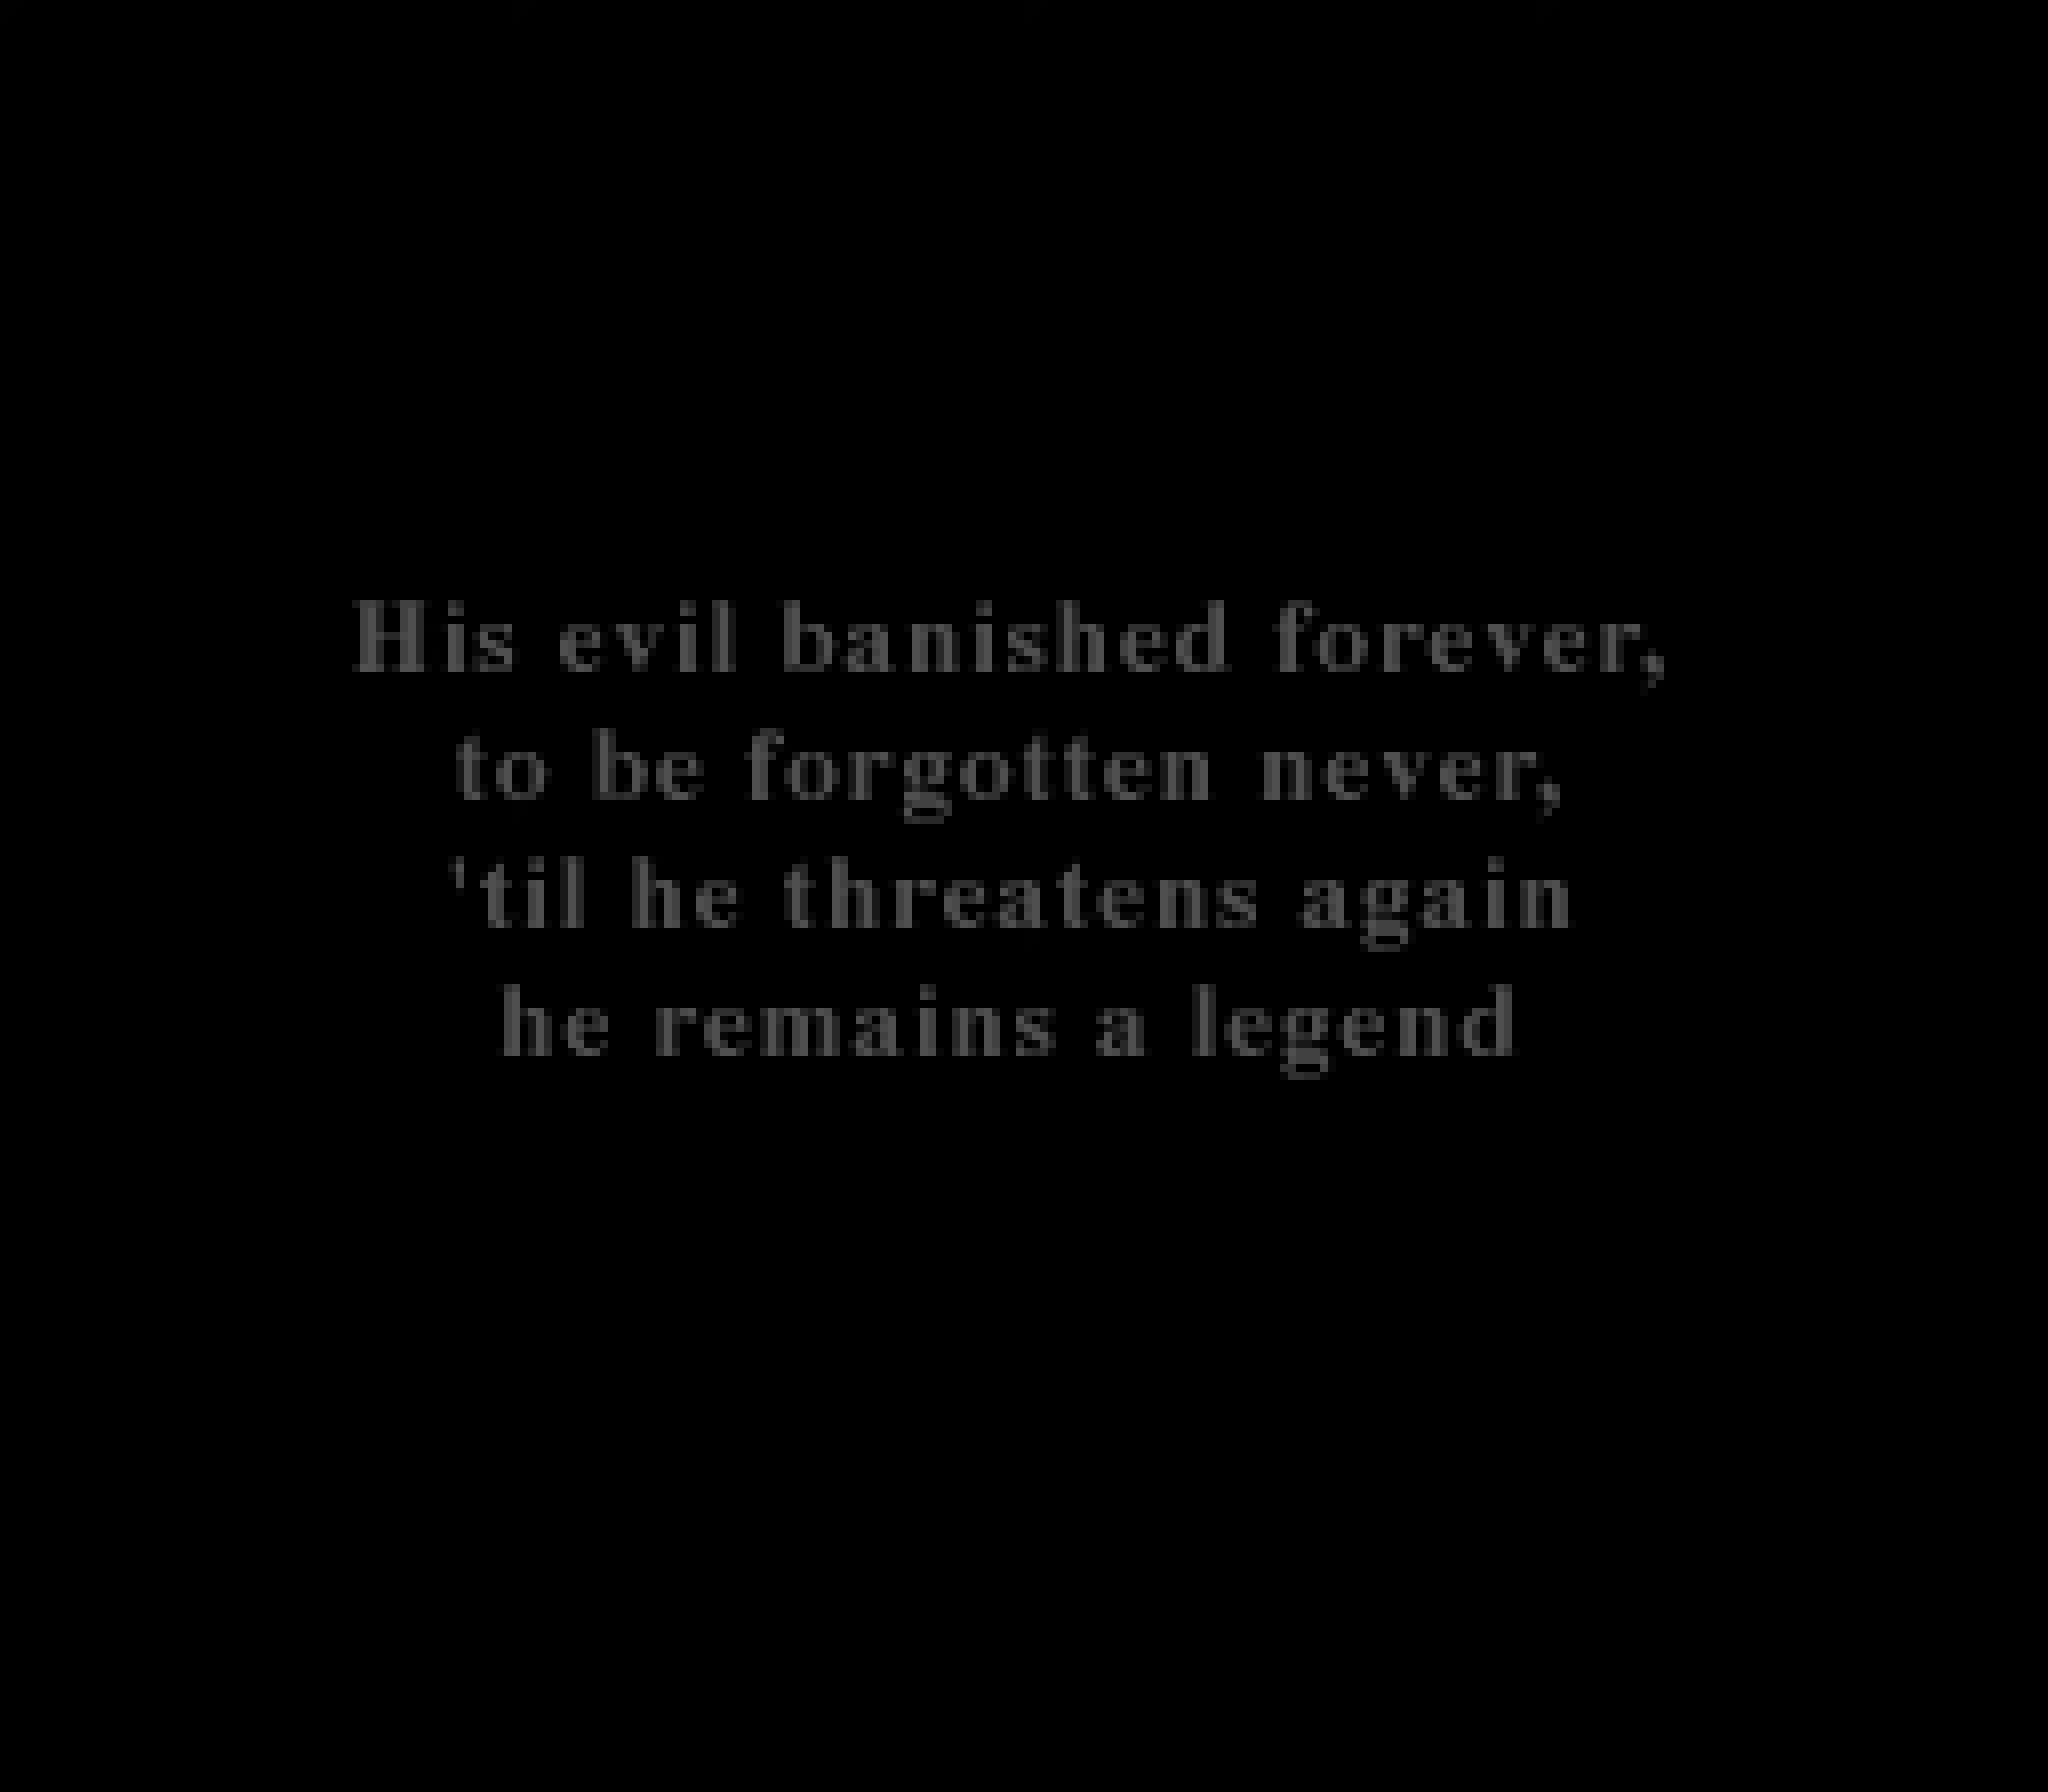 His evil banished forever,
to be forgotten never,
'til he threatens again
he remains a legend